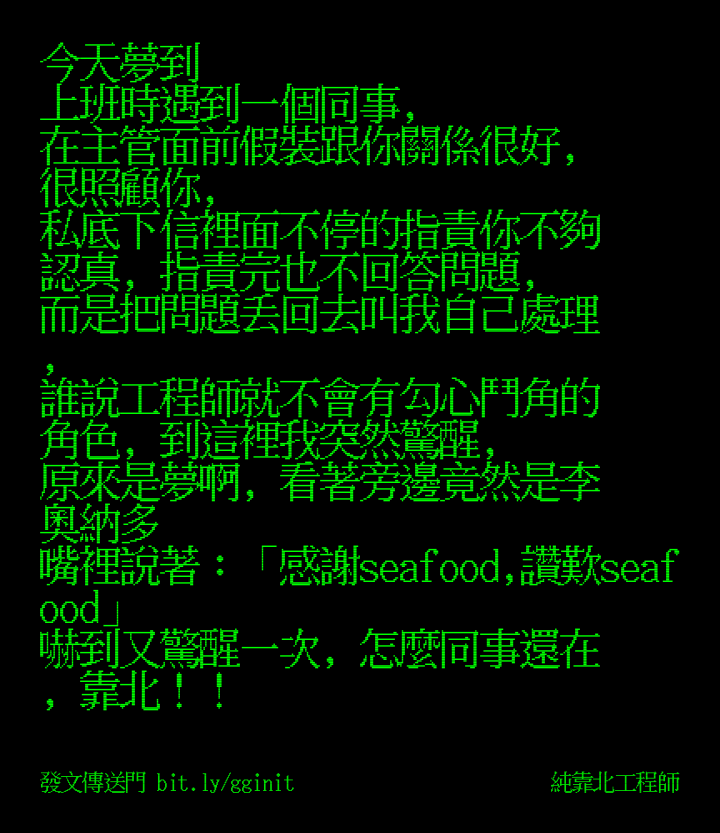 今天夢到
上班時遇到一個同事，
在主管面前假裝跟你關係很好，
很照顧你，
私底下信裡面不停的指責你不夠
認真，指責完也不回答問題，
而是把問題丟回去叫我自己處理
，
誰說工程師就不會有勾心鬥角的
角色，到這裡我突然驚醒，
原來是夢啊，看著旁邊竟然是李
奧納多
嘴裡說著：「感謝seafood,讚歎seaf
ood」
嚇到又驚醒一次，怎麼同事還在
，靠北！！
發文傳送門 bit.ly/gginit
純靠北工程師